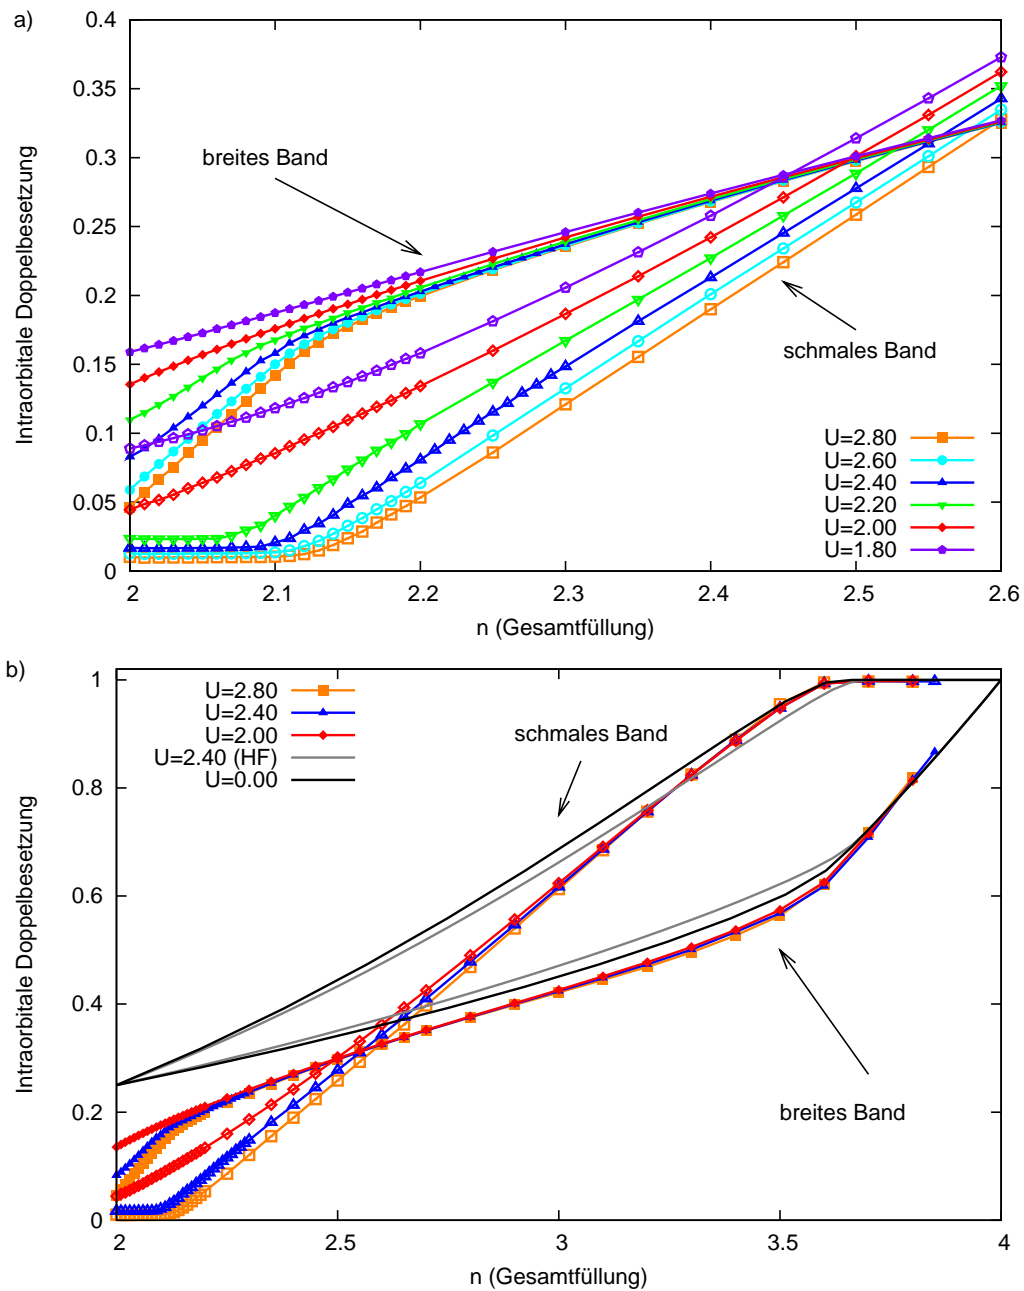 a)
0.4
0.35
0.3
0.25
0.2
0.15
0.1
0.05
0
Intraorbitale Doppelbesetzung
breites Band
schmales Band
U=2.80
U=2.60
U=2.40
U=2.20
U=2.00
U=1.80
2 2.1 2.2 2.3 2.4 2.5 2.6
n (Gesamtfüllung)
b)
1
0.8
0.6
0.4
0.2
0
Intraorbitale Doppelbesetzung
U=2.80
U=2.40
U=2.00
U=2.40 (HF)
U=0.00
schmales Band
breites Band
2 2.5 3 3.5 4
n (Gesamtfüllung)